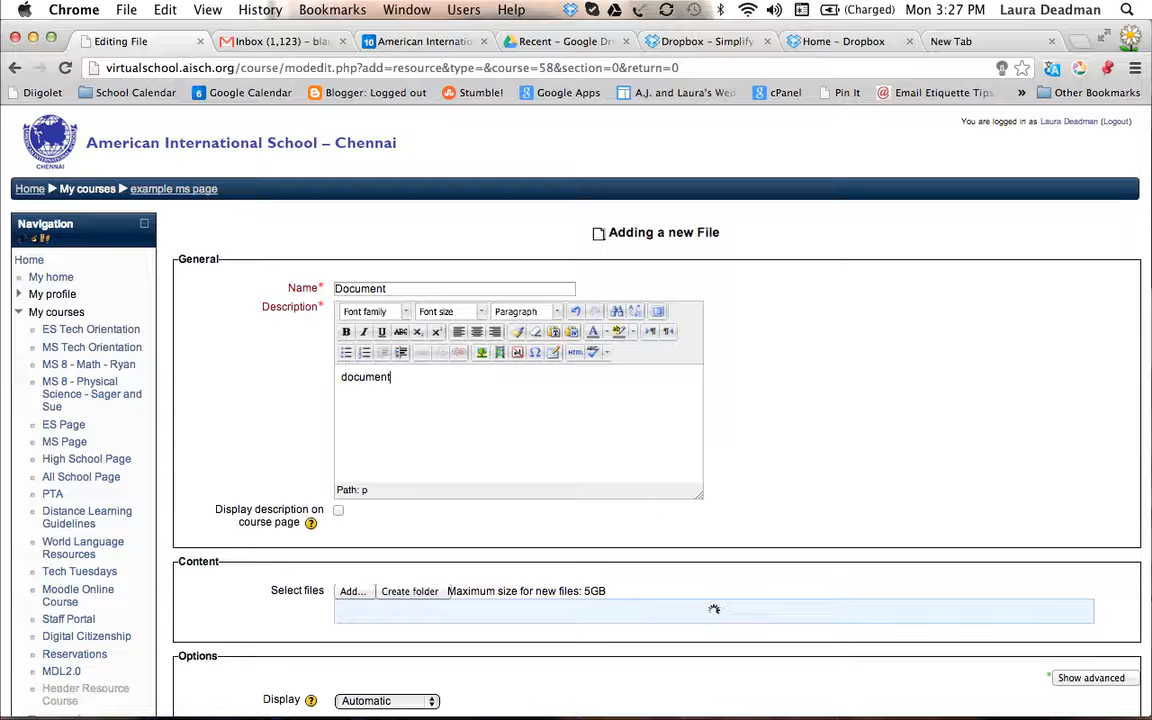 Chrome File Edit View History Bookmarks Window Users Help (Charged) Mon 3:27 PM Laura Deadman
Editing File Inbox (1,123) – bla 10 American Internatio Recent – Google Dri Dropbox – Simplify Home – Dropbox New Tab
virtualschool.aisch.org/course/modedit.php?add=resource&type=&course=58&section=0&return=0
Diigolet School Calendar 6 Google Calendar Blogger: Logged out Stumble! Google Apps A.J. and Laura's Wed cPanel Pin It Email Etiquette Tips » Other Bookmarks
You are logged in as Laura Deadman (Logout)
CHENNAI
American International School – Chennai
Home ▶ My courses ▶ example ms page
Navigation
Home
My home
My profile
My courses
ES Tech Orientation
MS Tech Orientation
MS 8 - Math - Ryan
MS 8 - Physical
Science - Sager and
Sue
ES Page
MS Page
High School Page
All School Page
PTA
Distance Learning
Guidelines
World Language
Resources
Tech Tuesdays
Moodle Online
Course
Staff Portal
Digital Citizenship
Reservations
MDL2.0
Header Resource
Course
Adding a new File
General
Name* Document
Description*
Font family Font size Paragraph
B I U ABC
HTML
document
Path: p
Display description on
course page ?
Content
Select files Add... Create folder Maximum size for new files: 5GB
Options
* Show advanced
Display ? Automatic